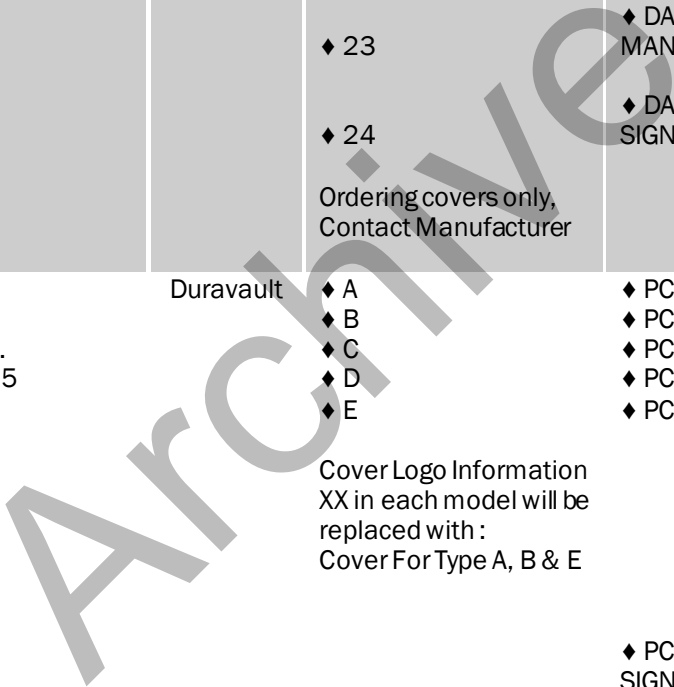 ♦ DA
♦ 23
MAN
♦ DA
♦ 24
SIGN
Ordering covers only,
Contact Manufacturer
Duravault
♦ A
♦ PC
♦ B
♦ PC
.
♦ C
♦ PC
5
♦ D
♦ PC
♦ E
♦ PC
Cover Logo Information
XX in each model will be
replaced with :
Cover For Type A, B & E
♦ PC
SIGN
Archive